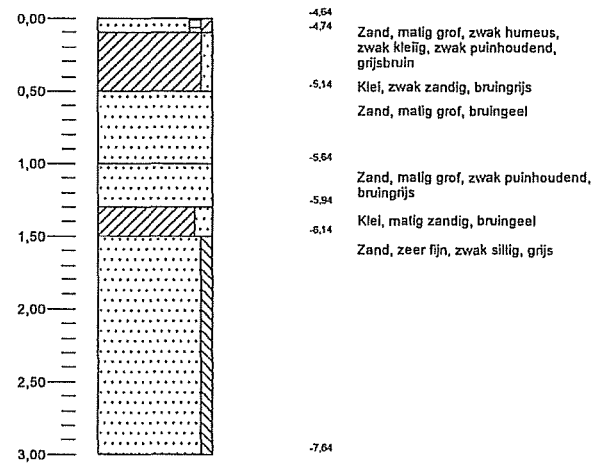 0,00
-4,64
-4,74
Zand, matig grof, zwak humeus,
zwak kleiïg, zwak puinhoudend,
grijsbruin
-5,14
Klei, zwak zandig, bruingrijs
0,50
Zand, matig grof, bruingeel
-5,64
1,00
Zand, matig grof, zwak puinhoudend,
bruingrijs
-5,94
Klei, matig zandig, bruingeel
-6,14
1,50
Zand, zeer fijn, zwak siltig, grijs
2,00
2,50
-7,64
3,00